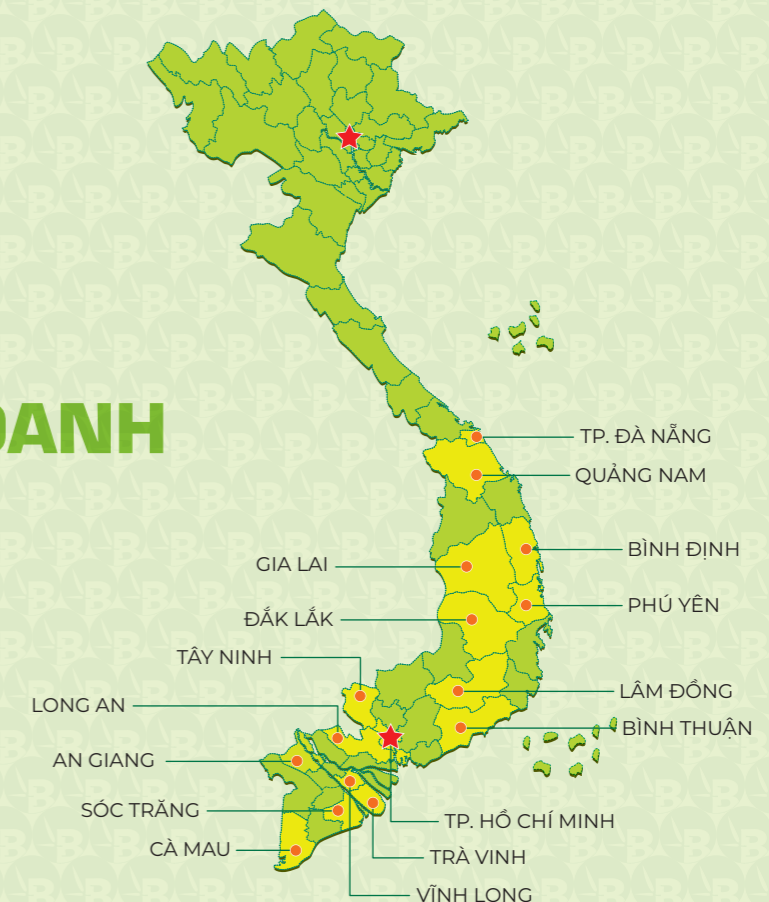 DANH
TP. ĐÀ NẴNG
QUẢNG NAM
BÌNH ĐỊNH
GIA LAI
PHÚ YÊN
ĐẮK LẮK
TÂY NINH
LÂM ĐỒNG
LONG AN
BÌNH THUẬN
AN GIANG
SÓC TRĂNG
TP. HỒ CHÍ MINH
CÀ MAU
TRÀ VINH
VĨNH LONG